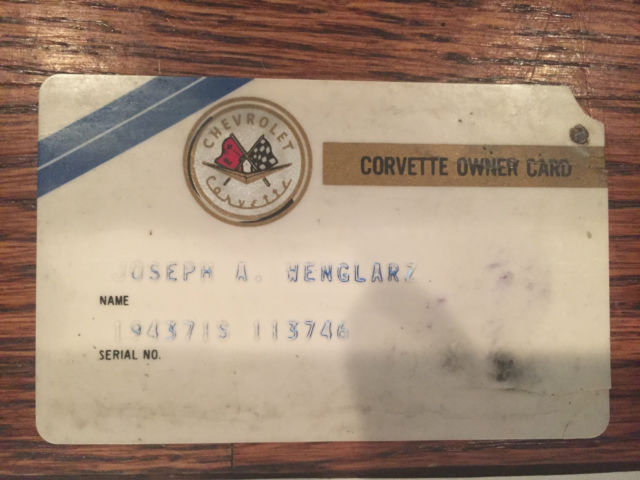 CHEVROLET
Corvette
CORVETTE OWNER CARD
JOSEPH A. WENGLARZ
NAME
194371S 113746
SERIAL NO.